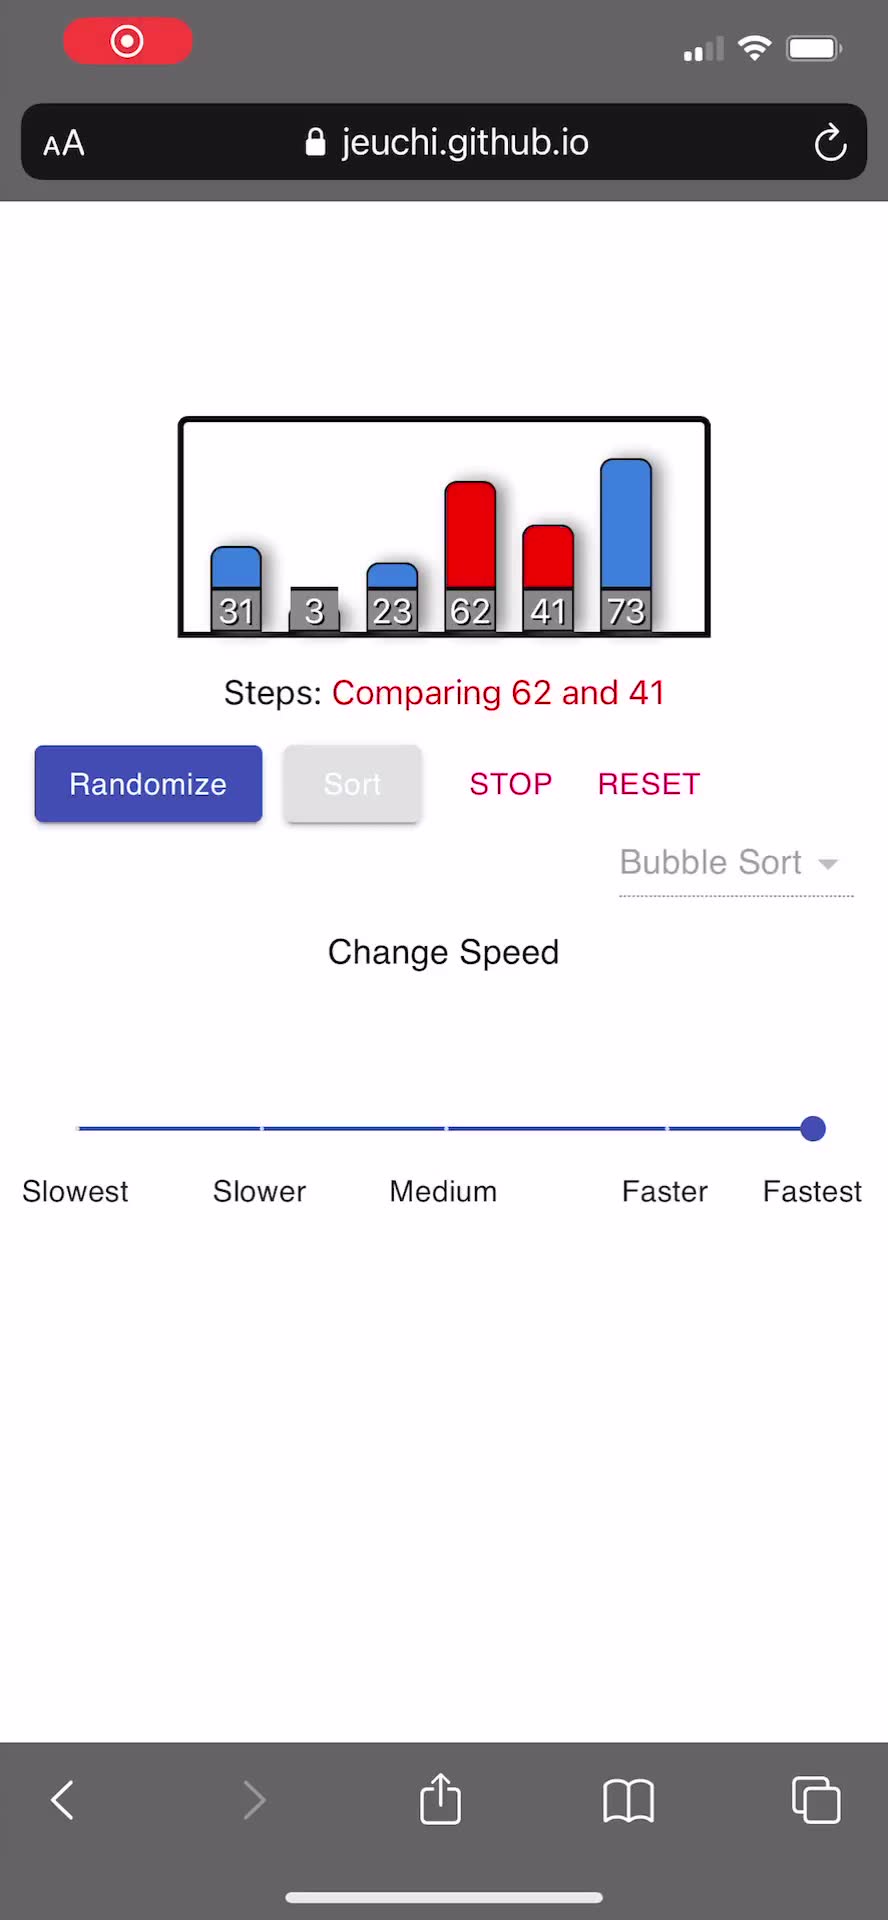 AA jeuchi.github.io
31 3 23 62 41 73
Steps: Comparing 62 and 41
Randomize Sort STOP RESET
Bubble Sort
Change Speed
Slowest Slower Medium Faster Fastest